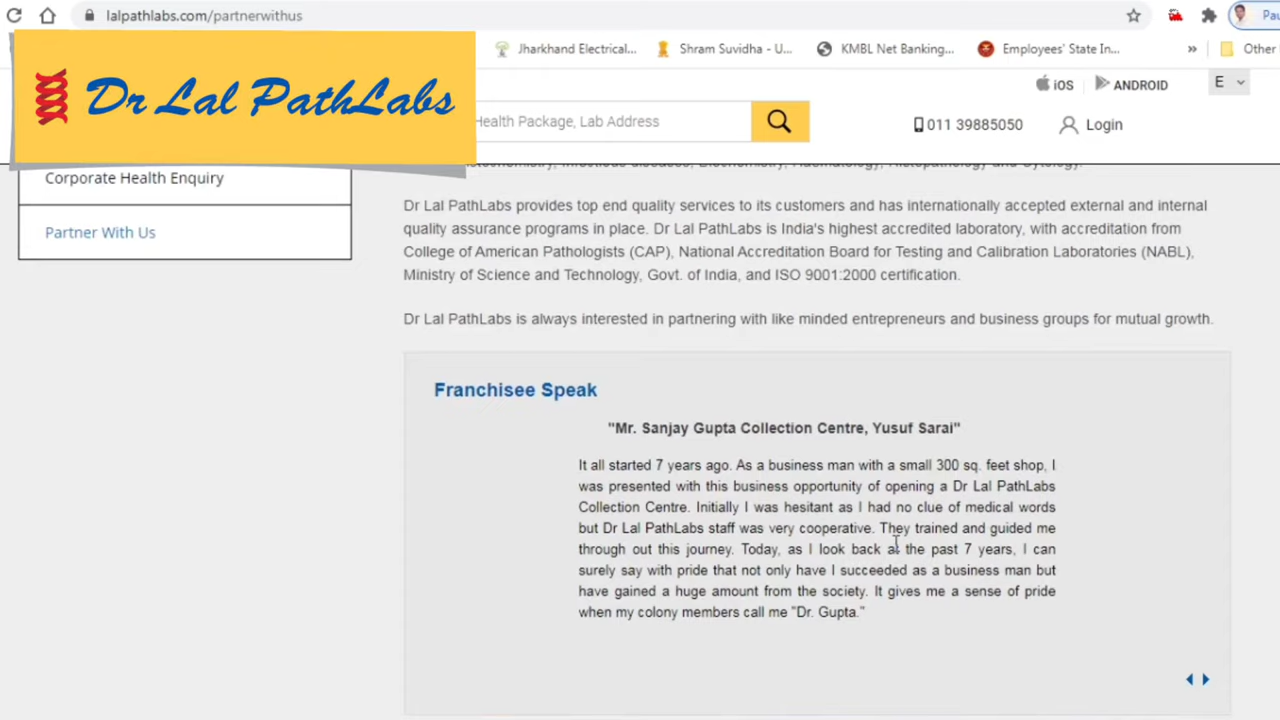 lalpathlabs.com/partnerwithus
Pau
Jharkhand Electrical...
Shram Suvidha - U...
KMBL Net Banking...
Employees' State In...
»
Other
Dr Lal PathLabs
iOS
ANDROID
E
Health Package, Lab Address
011 39885050
Login
Corporate Health Enquiry
Partner With Us
Infectious diseases, Biochemistry, Haematology, Histopathology and Cytology.
Dr Lal PathLabs provides top end quality services to its customers and has internationally accepted external and internal
quality assurance programs in place. Dr Lal PathLabs is India's highest accredited laboratory, with accreditation from
College of American Pathologists (CAP), National Accreditation Board for Testing and Calibration Laboratories (NABL),
Ministry of Science and Technology, Govt. of India, and ISO 9001:2000 certification.
Dr Lal PathLabs is always interested in partnering with like minded entrepreneurs and business groups for mutual growth.
Franchisee Speak
"Mr. Sanjay Gupta Collection Centre, Yusuf Sarai"
It all started 7 years ago. As a business man with a small 300 sq. feet shop, I
was presented with this business opportunity of opening a Dr Lal PathLabs
Collection Centre. Initially I was hesitant as I had no clue of medical words
but Dr Lal PathLabs staff was very cooperative. They trained and guided me
through out this journey. Today, as I look back at the past 7 years, I can
surely say with pride that not only have I succeeded as a business man but
have gained a huge amount from the society. It gives me a sense of pride
when my colony members call me "Dr. Gupta."